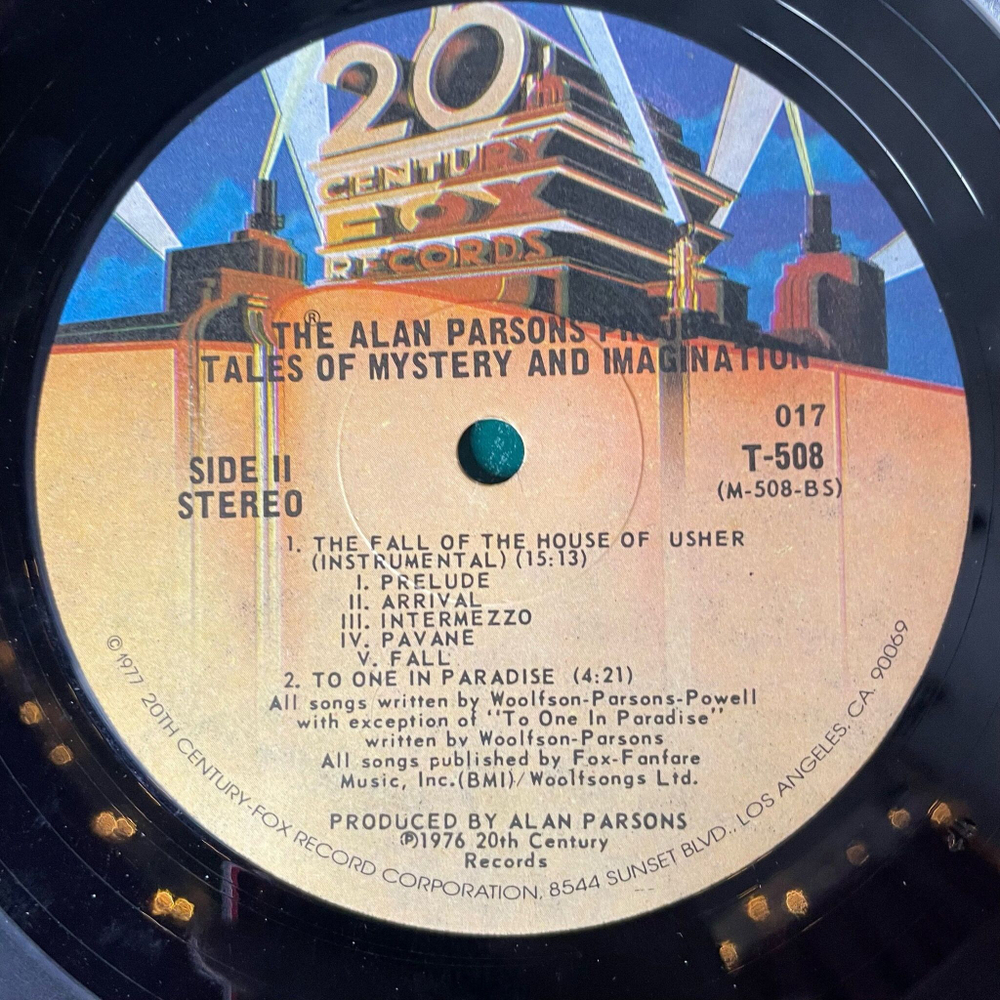 20
CENTURY
FOX
RECORDS
®
THE ALAN PARSONS
TALES OF MYSTERY AND IMAGINATION
017
T-508
(M-508-BS)
SIDE II
STEREO
1. THE FALL OF THE HOUSE OF USHER
(INSTRUMENTAL) (15:13)
I. PRELUDE
II. ARRIVAL
III. INTERMEZZO
IV. PAVANE
V. FALL
2. TO ONE IN PARADISE (4:21)
All songs written by Woolfson-Parsons-Powell
with exception of "To One In Paradise"
written by Woolfson-Parsons
All songs published by Fox-Fanfare
Music, Inc.(BMI)/Woolfsongs Ltd.
PRODUCED BY ALAN PARSONS
℗1976 20th Century
Records
©1977 20TH CENTURY-FOX RECORD CORPORATION, 8544 SUNSET BLVD., LOS ANGELES, CA. 90069